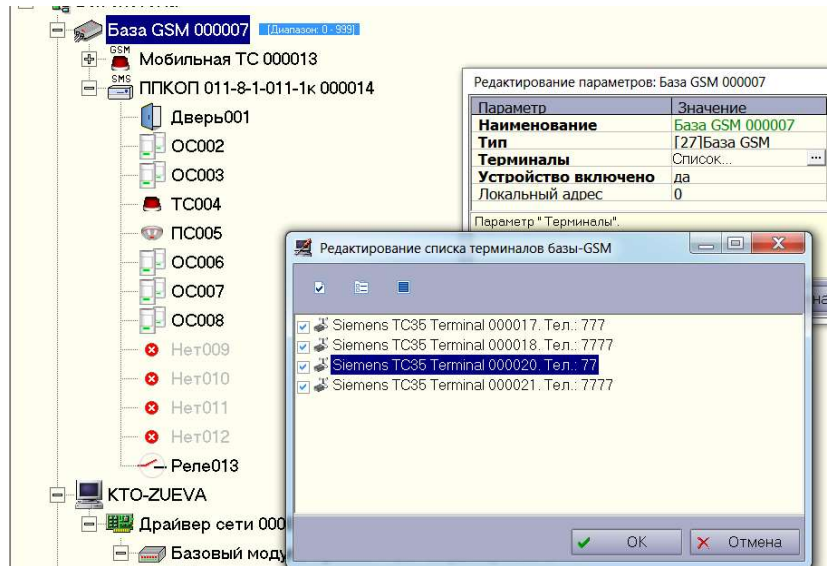 База GSM 000007 [Диапазон: 0 - 999]
GSM Мобильная ТС 000013
SMS ППКОП 011-8-1-011-1к 000014
Дверь001
ОС002
ОС003
ТС004
ПС005
ОС006
ОС007
ОС008
Нет009
Нет010
Нет011
Нет012
Реле013
KTO-ZUEVA
Драйвер сети 000
Базовый моду
Редактирование параметров: База GSM 000007
Параметр Значение
Наименование База GSM 000007
Тип [27]База GSM
Терминалы Список... ...
Устройство включено да
Локальный адрес 0
Параметр "Терминалы".
Редактирование списка терминалов базы-GSM
Siemens TC35 Terminal 000017. Тел.: 777
Siemens TC35 Terminal 000018. Тел.: 7777
Siemens TC35 Terminal 000020. Тел.: 77
Siemens TC35 Terminal 000021. Тел.: 7777
OK Отмена